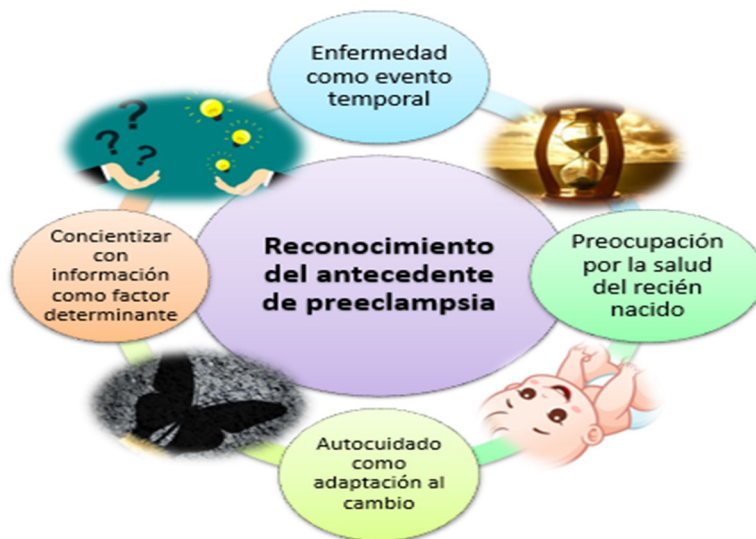 Enfermedad
como evento
temporal
Reconocimiento
del antecedente
de preeclampsia
Preocupación
por la salud
del recién
nacido
Autocuidado
como
adaptación al
cambio
Concientizar
con
información
como factor
determinante
? ? ?